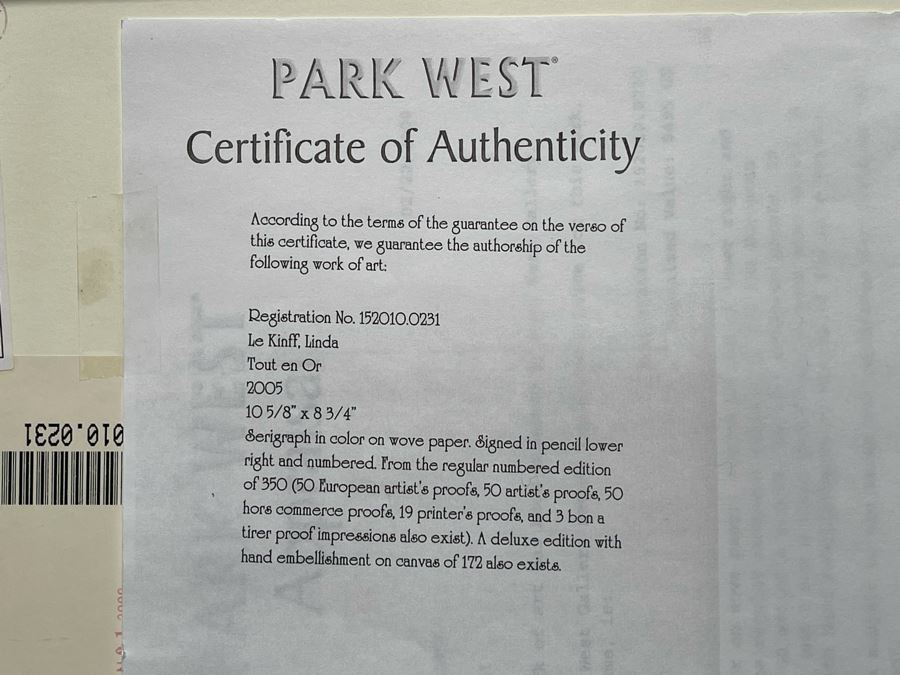 PARK WEST®
Certificate of Authenticity
According to the terms of the guarantee on the verso of
this certificate, we guarantee the authorship of the
following work of art:
Registration No. 152010.0231
Le Kinff, Linda
Tout en Or
2005
10 5/8" x 8 3/4"
Serigraph in color on wove paper. Signed in pencil lower
right and numbered. From the regular numbered edition
of 350 (50 European artist's proofs, 50 artist's proofs, 50
hors commerce proofs, 19 printer's proofs, and 3 bon a
tirer proof impressions also exist). A deluxe edition with
hand embellishment on canvas of 172 also exists.
010.0231